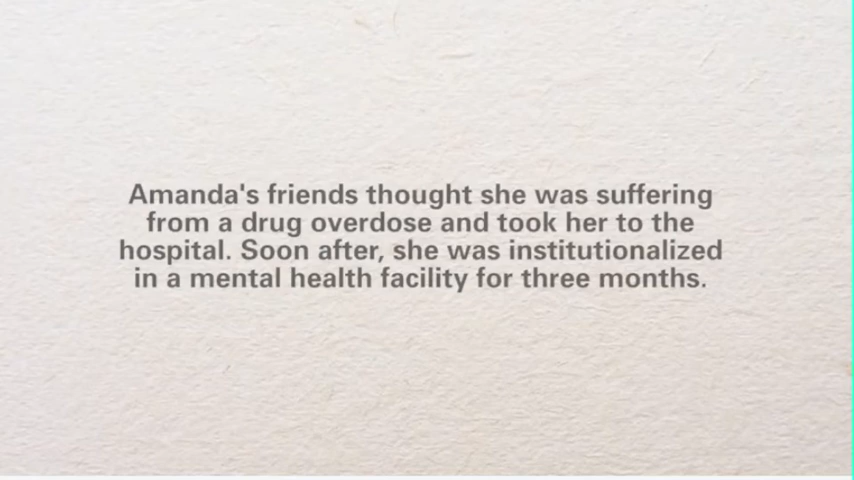 Amanda's friends thought she was suffering
from a drug overdose and took her to the
hospital. Soon after, she was institutionalized
in a mental health facility for three months.